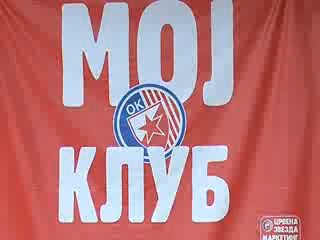 МОЈ
ОК
КЛУБ
ЦРВЕНА
ЗВЕЗДА
МАРКЕТИНГ